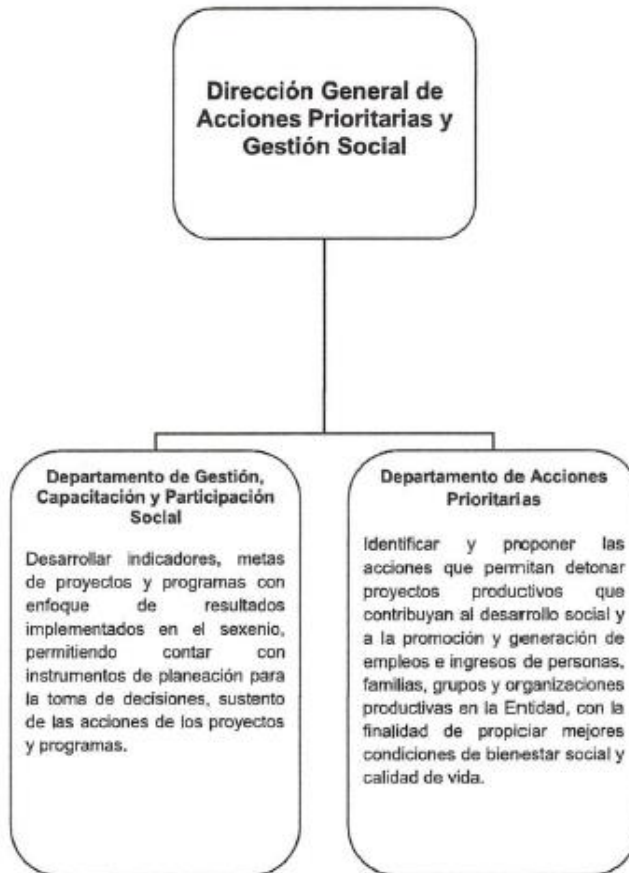 Dirección General de
Acciones Prioritarias y
Gestión Social
Departamento de Gestión,
Capacitación y Participación
Social
Desarrollar indicadores, metas
de proyectos y programas con
enfoque de resultados
implementados en el sexenio,
permitiendo contar con
instrumentos de planeación para
la toma de decisiones, sustento
de las acciones de los proyectos
y programas.
Departamento de Acciones
Prioritarias
Identificar y proponer las
acciones que permitan detonar
proyectos productivos que
contribuyan al desarrollo social y
a la promoción y generación de
empleos e ingresos de personas,
familias, grupos y organizaciones
productivas en la Entidad, con la
finalidad de propiciar mejores
condiciones de bienestar social y
calidad de vida.